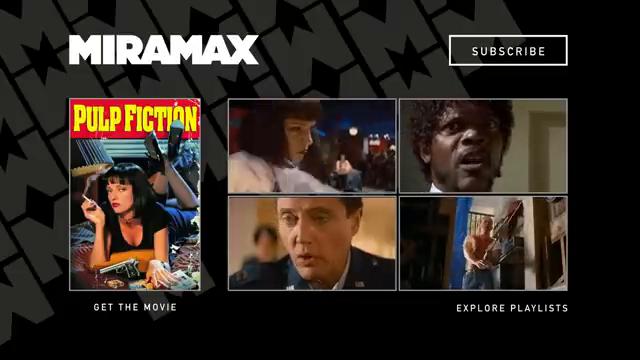 MIRAMAX
SUBSCRIBE
PULP FICTION
GET THE MOVIE
EXPLORE PLAYLISTS